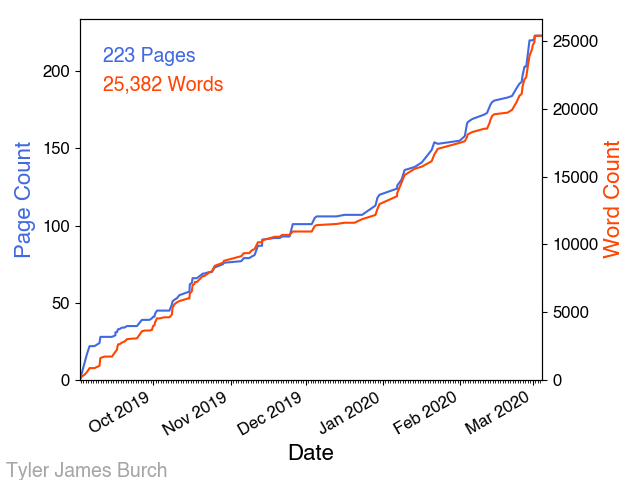 223 Pages
25,382 Words
Page Count
200
150
100
50
0
25000
20000
15000
10000
5000
0
Word Count
Oct 2019
Nov 2019
Dec 2019
Jan 2020
Feb 2020
Mar 2020
Date
Tyler James Burch